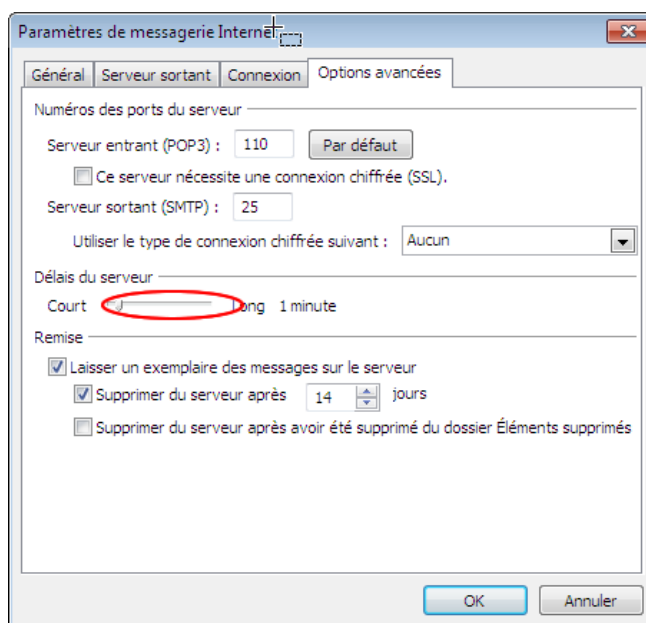 Paramètres de messagerie Internet
Général Serveur sortant Connexion Options avancées
Numéros des ports du serveur
Serveur entrant (POP3) : 110 Par défaut
Ce serveur nécessite une connexion chiffrée (SSL).
Serveur sortant (SMTP) : 25
Utiliser le type de connexion chiffrée suivant : Aucun
Délais du serveur
Court Long 1 minute
Remise
Laisser un exemplaire des messages sur le serveur
Supprimer du serveur après 14 jours
Supprimer du serveur après avoir été supprimé du dossier Éléments supprimés
OK Annuler